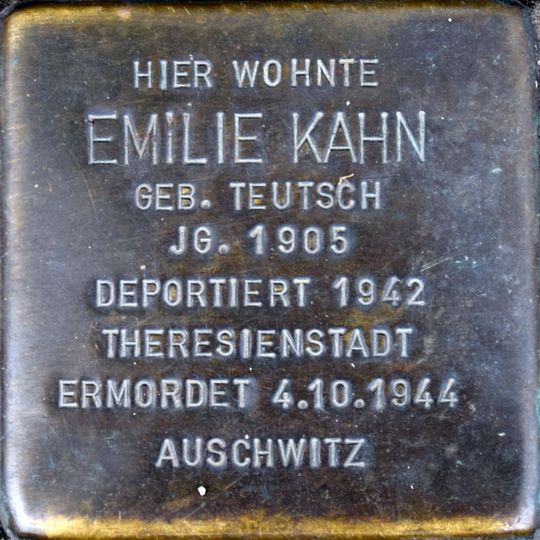 HIER WOHNTE
EMILIE KAHN
GEB. TEUTSCH
JG. 1905
DEPORTIERT 1942
THERESIENSTADT
ERMORDET 4.10.1944
AUSCHWITZ